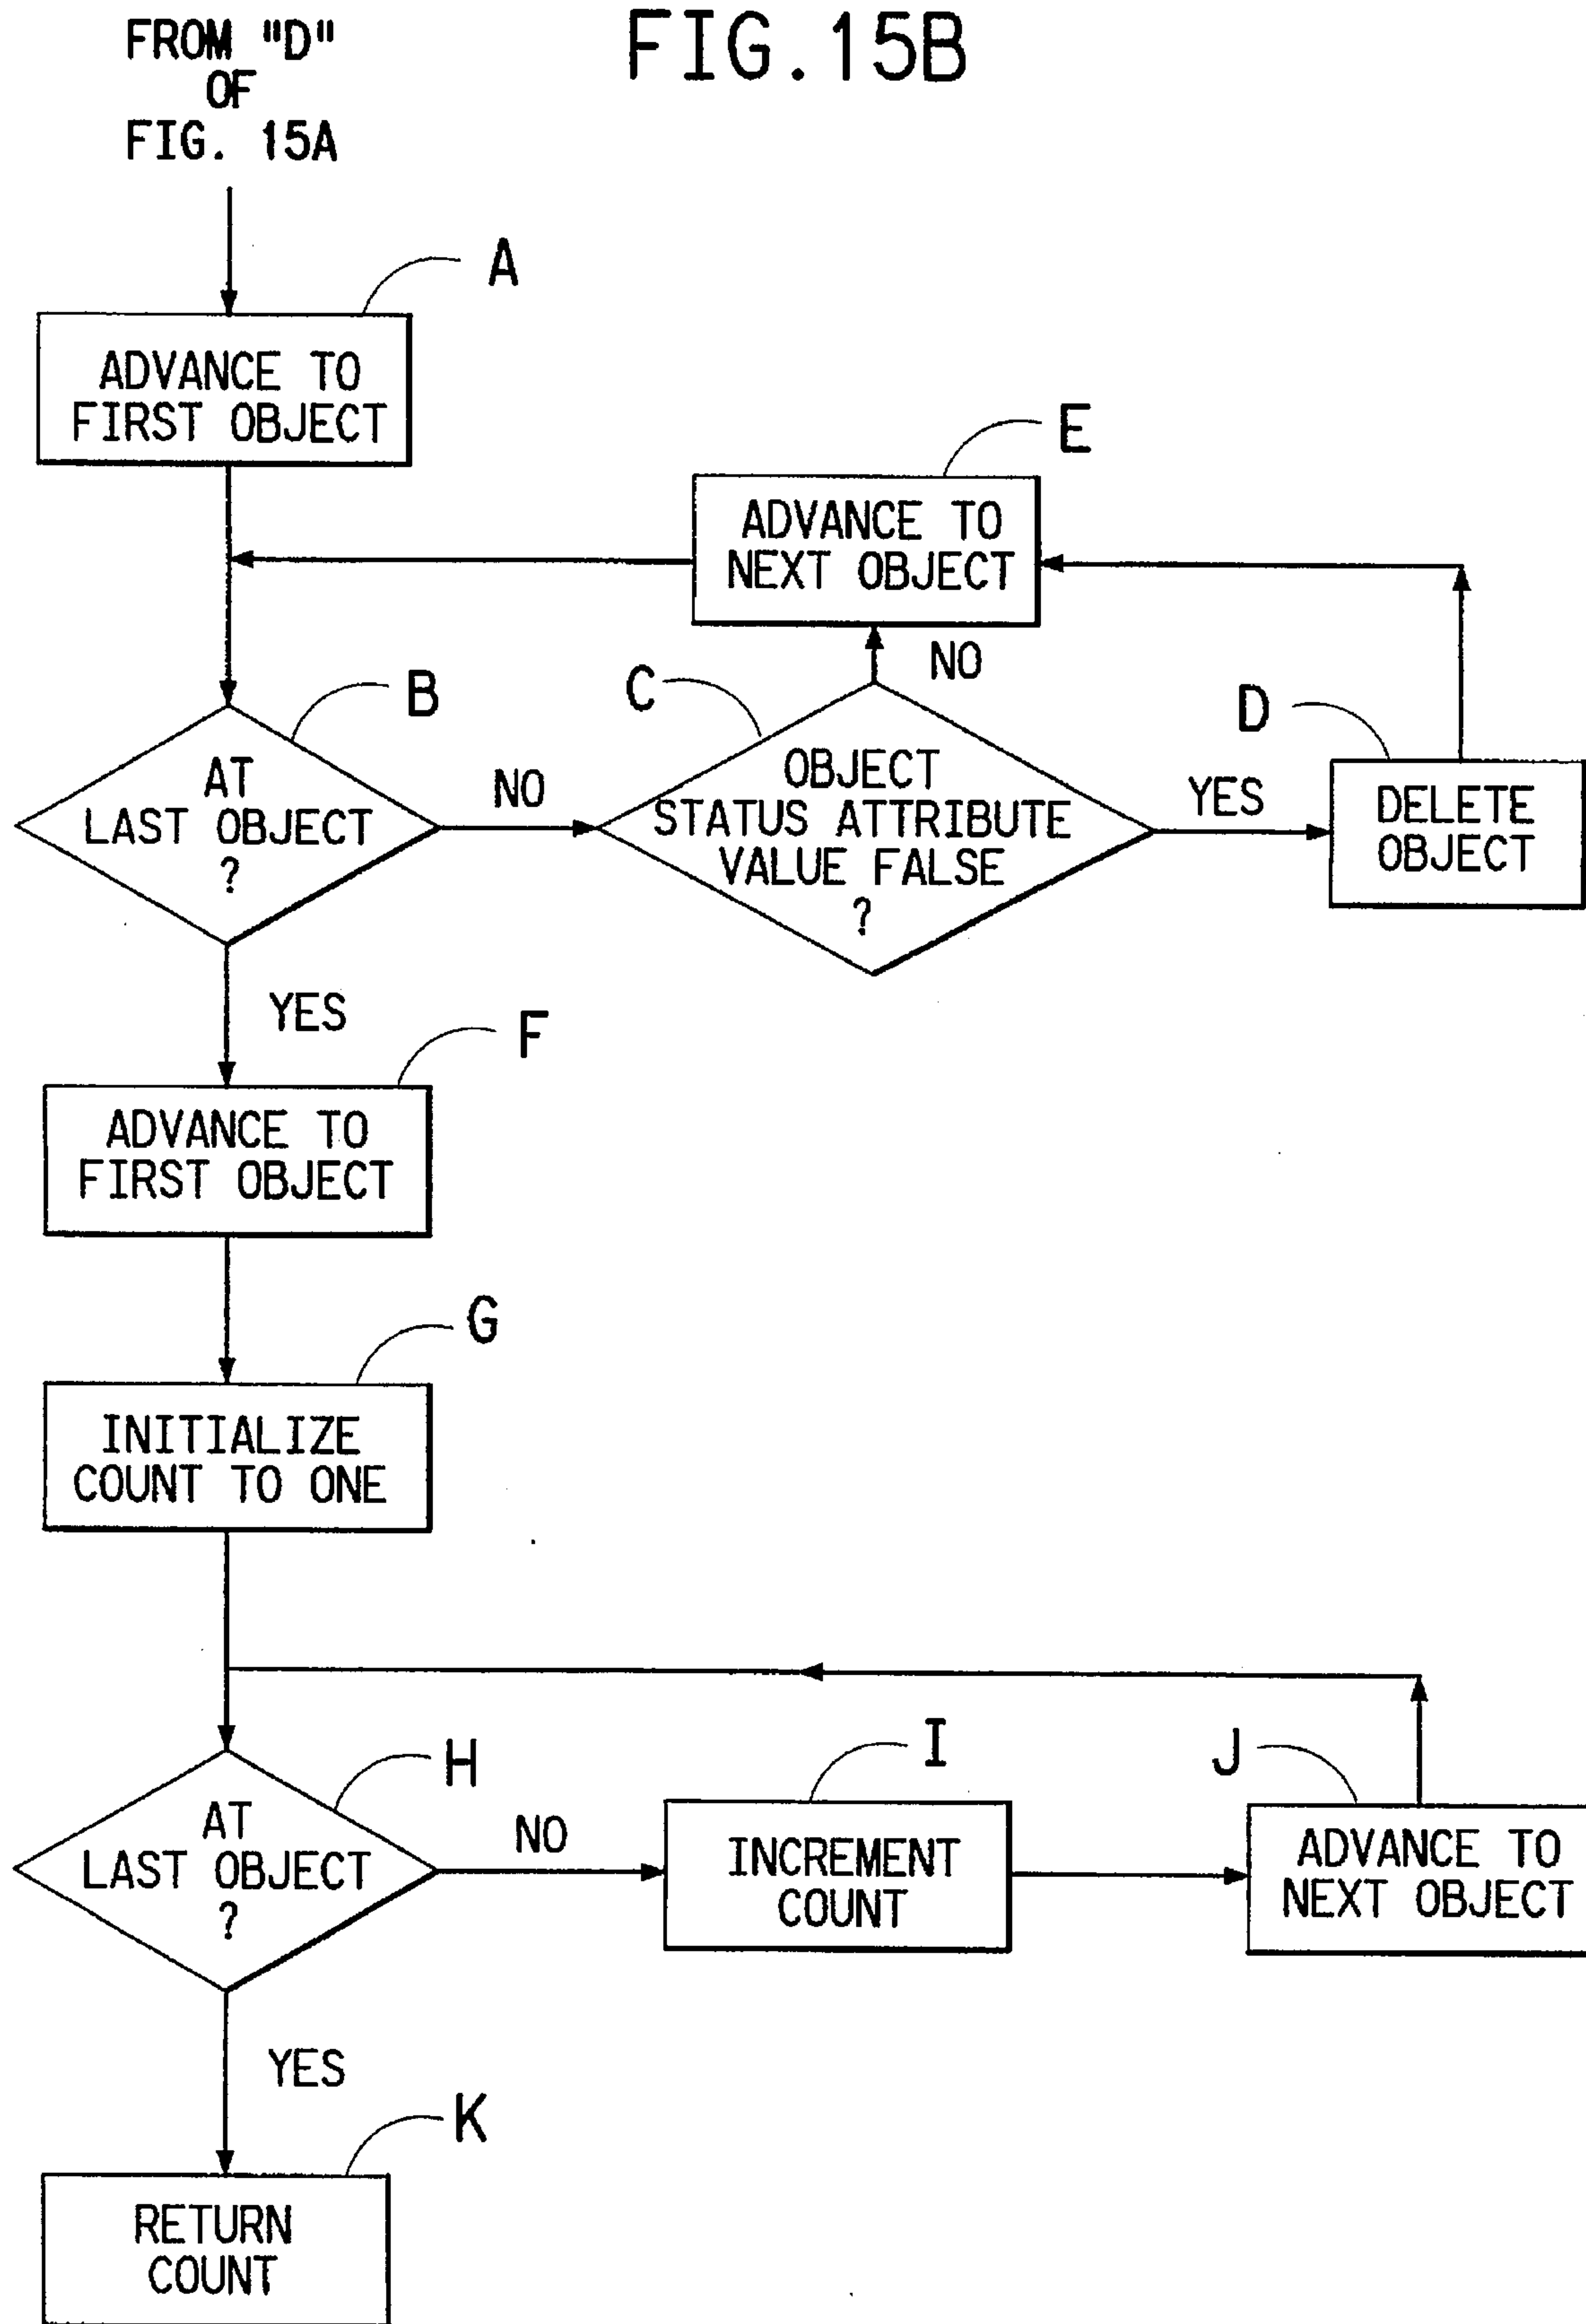 FROM "D"
OF
FIG. 15A
FIG.15B
A
ADVANCE TO
FIRST OBJECT
E
ADVANCE TO
NEXT OBJECT
NO
B
AT
LAST OBJECT
?
NO
C
OBJECT
STATUS ATTRIBUTE
VALUE FALSE
?
YES
D
DELETE
OBJECT
YES
F
ADVANCE TO
FIRST OBJECT
G
INITIALIZE
COUNT TO ONE
H
AT
LAST OBJECT
?
NO
I
INCREMENT
COUNT
J
ADVANCE TO
NEXT OBJECT
YES
K
RETURN
COUNT